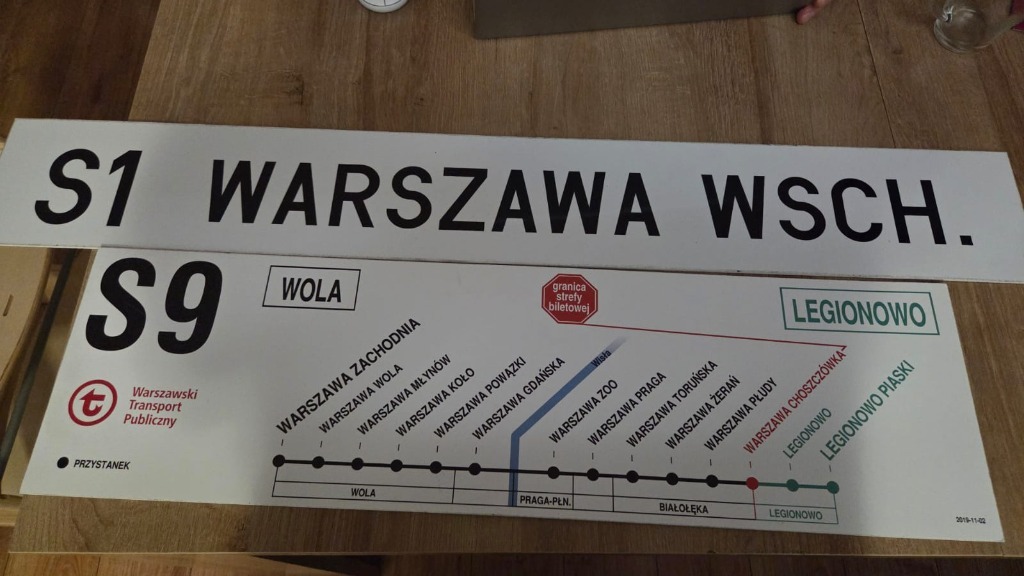 S1 WARSZAWA WSCH.
S9
WOLA
granica
strefy
biletowej
LEGIONOWO
Warszawski
Transport
Publiczny
PRZYSTANEK
WARSZAWA ZACHODNIA
WARSZAWA WOLA
WARSZAWA MŁYNÓW
WARSZAWA KOŁO
WARSZAWA POWĄZKI
WARSZAWA GDAŃSKA
Wisła
WARSZAWA ZOO
WARSZAWA PRAGA
WARSZAWA TORUŃSKA
WARSZAWA ŻERAŃ
WARSZAWA PŁUDY
WARSZAWA CHOSZCZÓWKA
LEGIONOWO
LEGIONOWO PIASKI
WOLA
PRAGA-PŁN.
BIAŁOŁĘKA
LEGIONOWO
2019-11-02